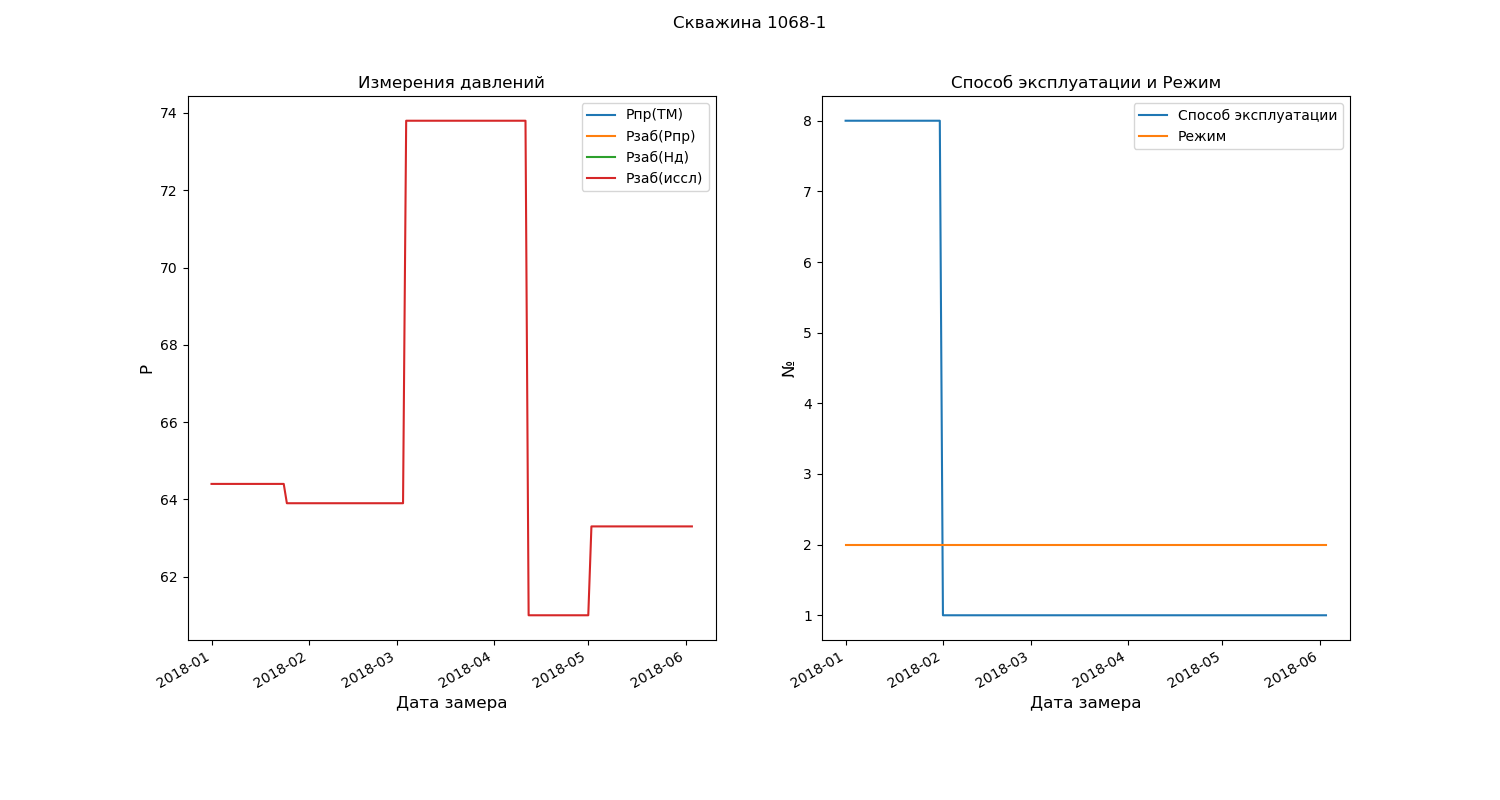 Скважина 1068-1
Измерения давлений
P
74
72
70
68
66
64
62
Рпр(ТМ)
Рзаб(Рпр)
Рзаб(Нд)
Рзаб(иссл)
2018-01
2018-02
2018-03
2018-04
2018-05
2018-06
Дата замера
Способ эксплуатации и Режим
№
8
7
6
5
4
3
2
1
Способ эксплуатации
Режим
2018-01
2018-02
2018-03
2018-04
2018-05
2018-06
Дата замера